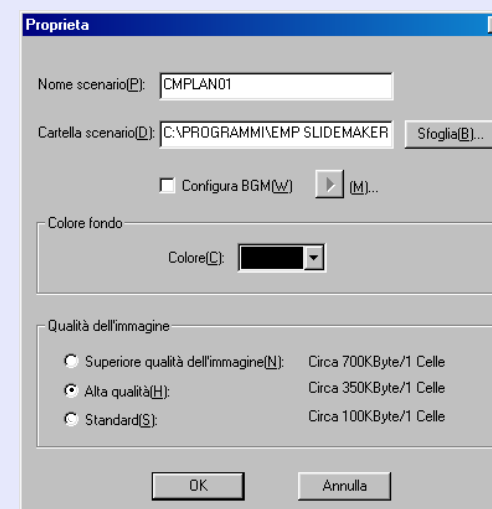 Proprieta
Nome scenario(P): CMPLAN01
Cartella scenario(D): C:\PROGRAMMI\EMP SLIDEMAKER Sfoglia(B)...
Configura BGM(W) (M)...
Colore fondo
Colore(C):
Qualità dell'immagine
Superiore qualità dell'immagine(N): Circa 700KByte/1 Celle
Alta qualità(H): Circa 350KByte/1 Celle
Standard(S): Circa 100KByte/1 Celle
OK Annulla